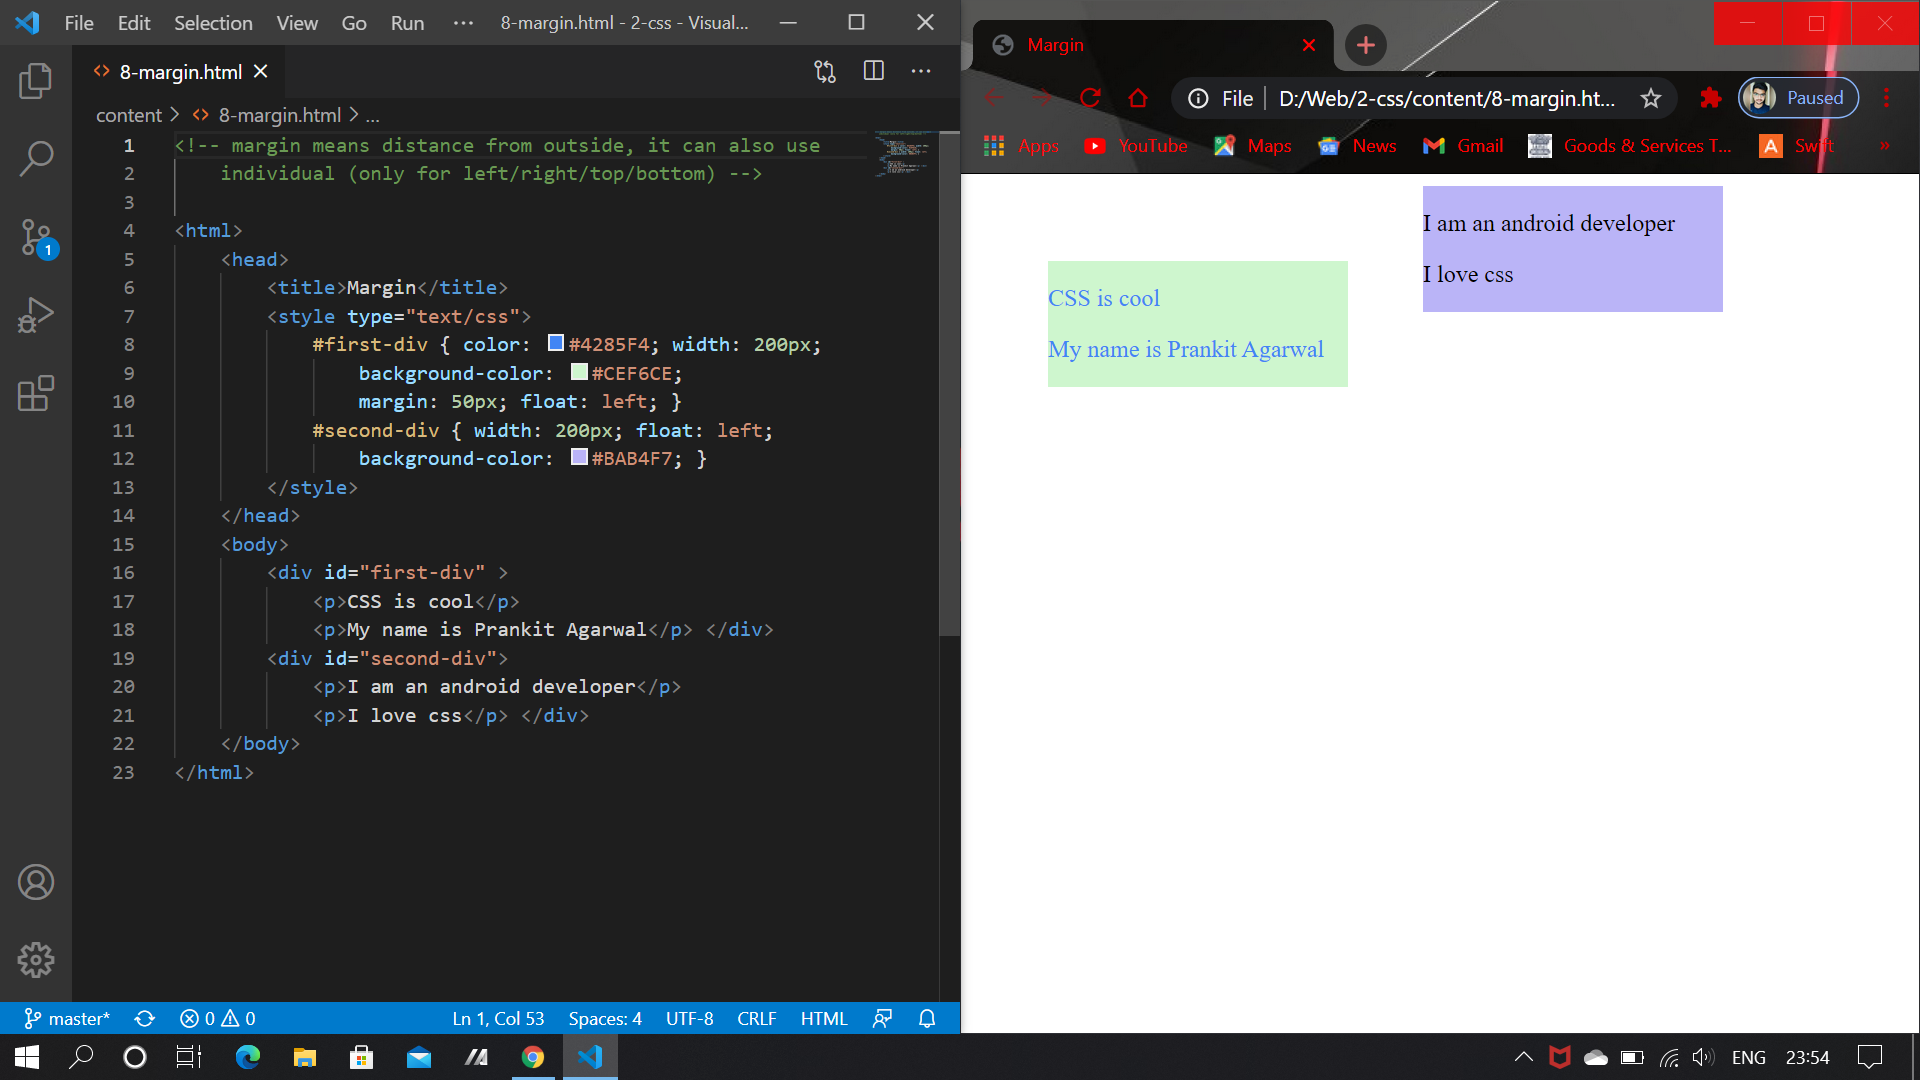 File Edit Selection View Go Run ··· 8-margin.html - 2-css - Visual...
8-margin.html
content > 8-margin.html > ...
1 <!-- margin means distance from outside, it can also use
2 individual (only for left/right/top/bottom) -->
3
4 <html>
5 <head>
6 <title>Margin</title>
7 <style type="text/css">
8 #first-div { color: #4285F4; width: 200px;
9 background-color: #CEF6CE;
10 margin: 50px; float: left; }
11 #second-div { width: 200px; float: left;
12 background-color: #BAB4F7; }
13 </style>
14 </head>
15 <body>
16 <div id="first-div" >
17 <p>CSS is cool</p>
18 <p>My name is Prankit Agarwal</p> </div>
19 <div id="second-div">
20 <p>I am an android developer</p>
21 <p>I love css</p> </div>
22 </body>
23 </html>
1
master* 0 0 Ln 1, Col 53 Spaces: 4 UTF-8 CRLF HTML
Margin
File D:/Web/2-css/content/8-margin.ht... Paused
Apps YouTube Maps News Gmail Goods & Services T... A Swift »
I am an android developer
I love css
CSS is cool
My name is Prankit Agarwal
ENG 23:54